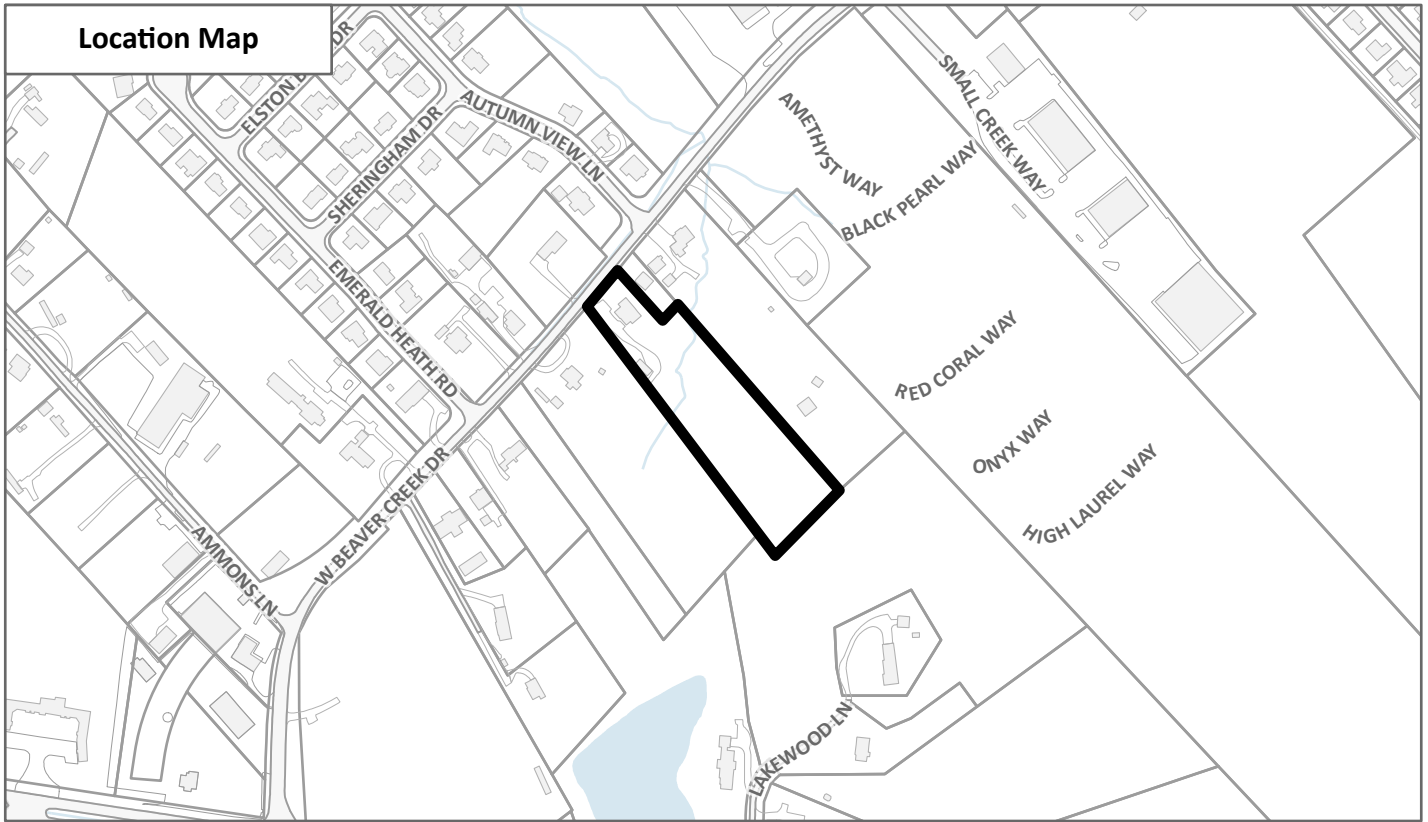 Location Map
ELSTON
DR
SHERINGHAM DR
AUTUMN VIEW LN
EMERALD HEATH RD
W BEAVER CREEK DR
AMMONS LN
AMETHYST WAY
BLACK PEARL WAY
SMALL CREEK WAY
RED CORAL WAY
ONYX WAY
HIGH LAUREL WAY
LAKEWOOD LN